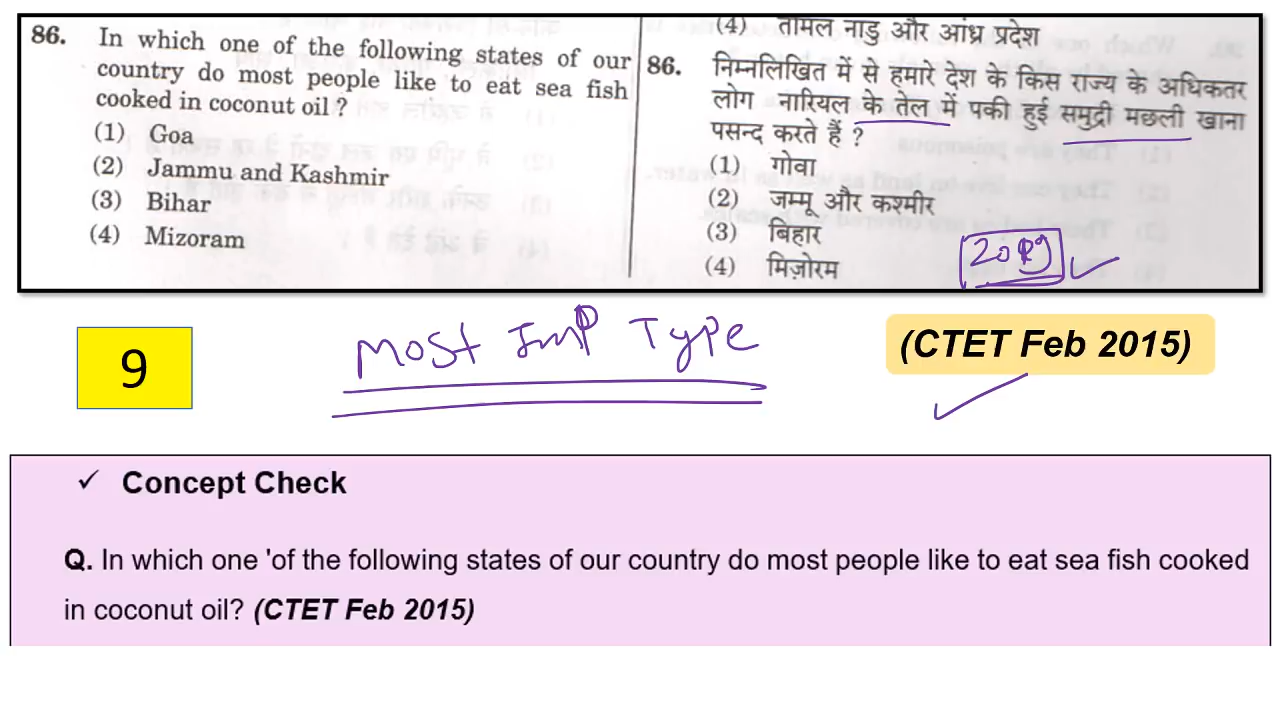 86. In which one of the following states of our
country do most people like to eat sea fish
cooked in coconut oil ?
(1) Goa
(2) Jammu and Kashmir
(3) Bihar
(4) Mizoram
(4) तामिल नाडु और आंध्र प्रदेश
86. निम्नलिखित में से हमारे देश के किस राज्य के अधिकतर
लोग नारियल के तेल में पकी हुई समुद्री मछली खाना
पसन्द करते हैं ?
(1) गोवा
(2) जम्मू और कश्मीर
(3) बिहार
(4) मिज़ोरम
9
Most Imp Type
(CTET Feb 2015)
✓ Concept Check
Q. In which one 'of the following states of our country do most people like to eat sea fish cooked
in coconut oil? (CTET Feb 2015)